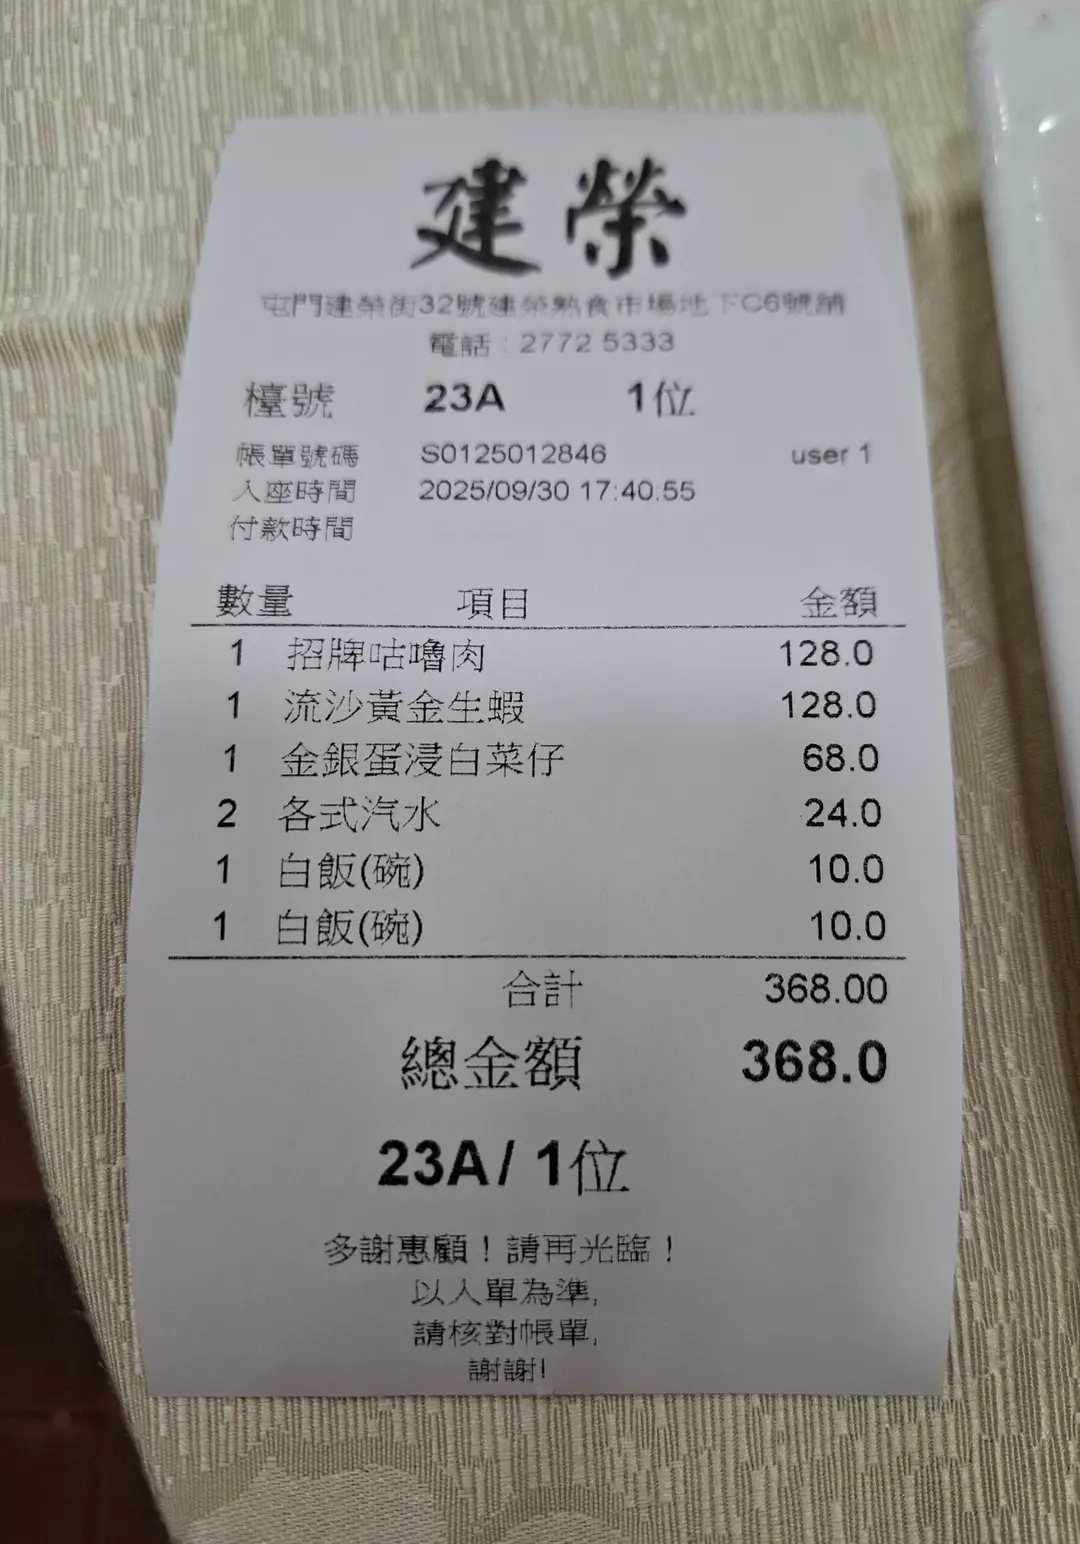 建榮
屯門建榮街32號建榮熟食市場地下C6號舖
電話：2772 5333
檯號 23A 1位
帳單號碼 S0125012846 user 1
入座時間 2025/09/30 17:40:55
付款時間
數量 項目 金額
1 招牌咕嚕肉 128.0
1 流沙黃金生蝦 128.0
1 金銀蛋浸白菜仔 68.0
2 各式汽水 24.0
1 白飯(碗) 10.0
1 白飯(碗) 10.0
合計 368.00
總金額 368.0
23A/ 1位
多謝惠顧！請再光臨！
以入單為準,
請核對帳單,
謝謝!